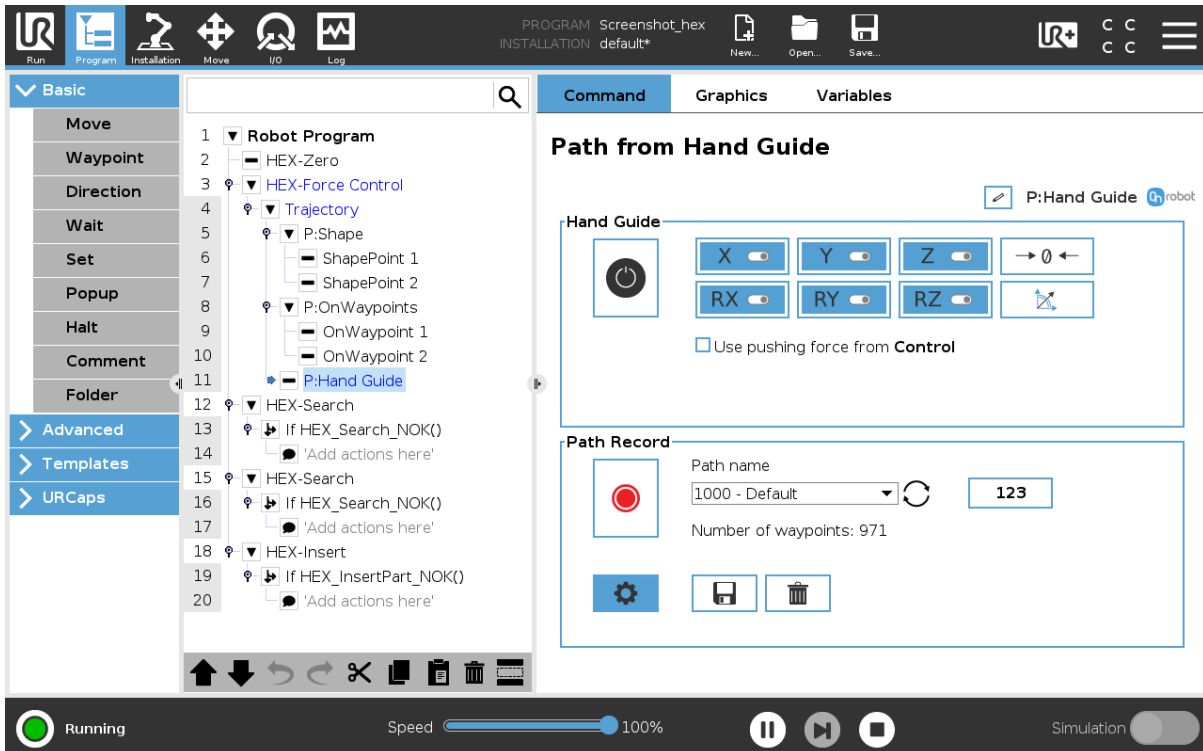 PROGRAM Screenshot_hex
INSTALLATION default*
UR
UR+
C C
C C
Run
Program
Installation
Move
I/O
Log
New...
Open...
Save...
Basic
Move
Waypoint
Direction
Wait
Set
Popup
Halt
Comment
Folder
Advanced
Templates
URCaps
1 Robot Program
2 HEX-Zero
3 HEX-Force Control
4 Trajectory
5 P:Shape
6 ShapePoint 1
7 ShapePoint 2
8 P:OnWaypoints
9 OnWaypoint 1
10 OnWaypoint 2
11 P:Hand Guide
12 HEX-Search
13 If HEX_Search_NOK()
14 'Add actions here'
15 HEX-Search
16 If HEX_Search_NOK()
17 'Add actions here'
18 HEX-Insert
19 If HEX_InsertPart_NOK()
20 'Add actions here'
Command Graphics Variables
Path from Hand Guide
P:Hand Guide
On robot
Hand Guide
X Y Z → 0 ←
RX RY RZ
Use pushing force from Control
Path Record
Path name
1000 - Default
123
Number of waypoints: 971
Running
Speed
100%
Simulation